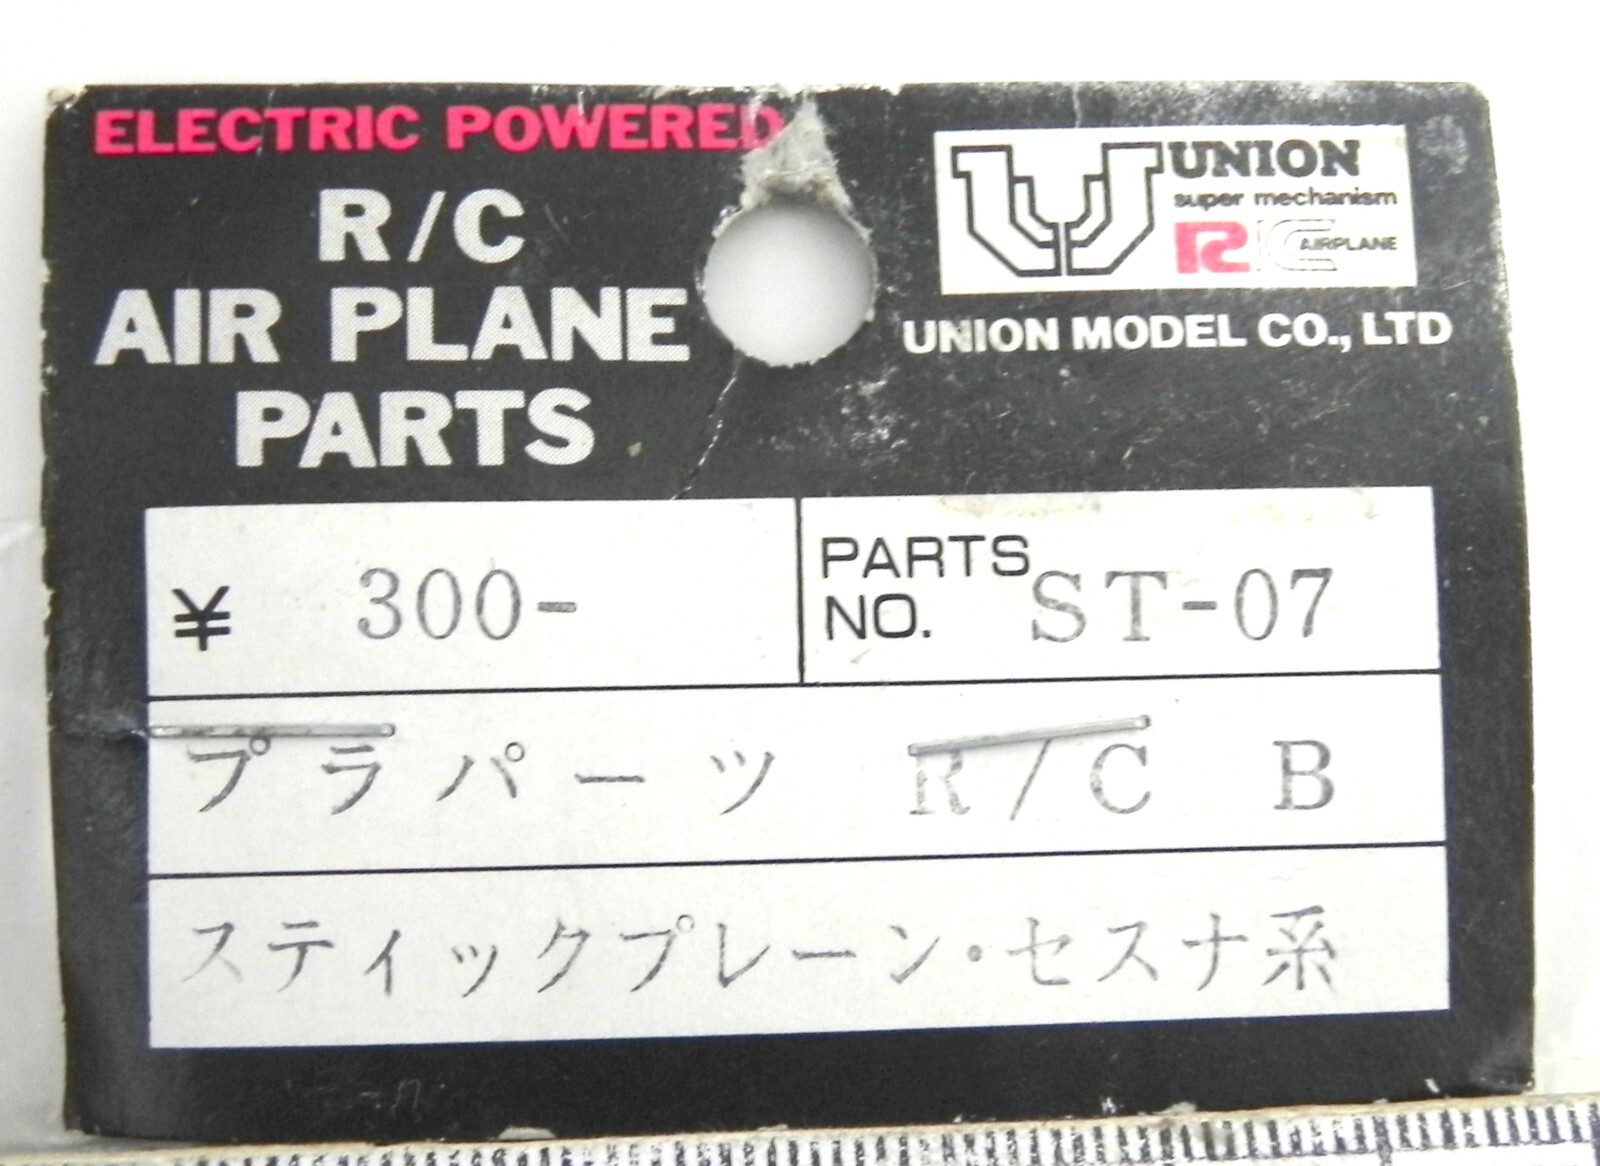 ELECTRIC POWERED
R/C
AIR PLANE
PARTS
UNION
super mechanism
R/C AIRPLANE
UNION MODEL CO., LTD
¥ 300-
PARTS NO. ST-07
プラパーツ R/C B
スティックプレーン・セスナ系